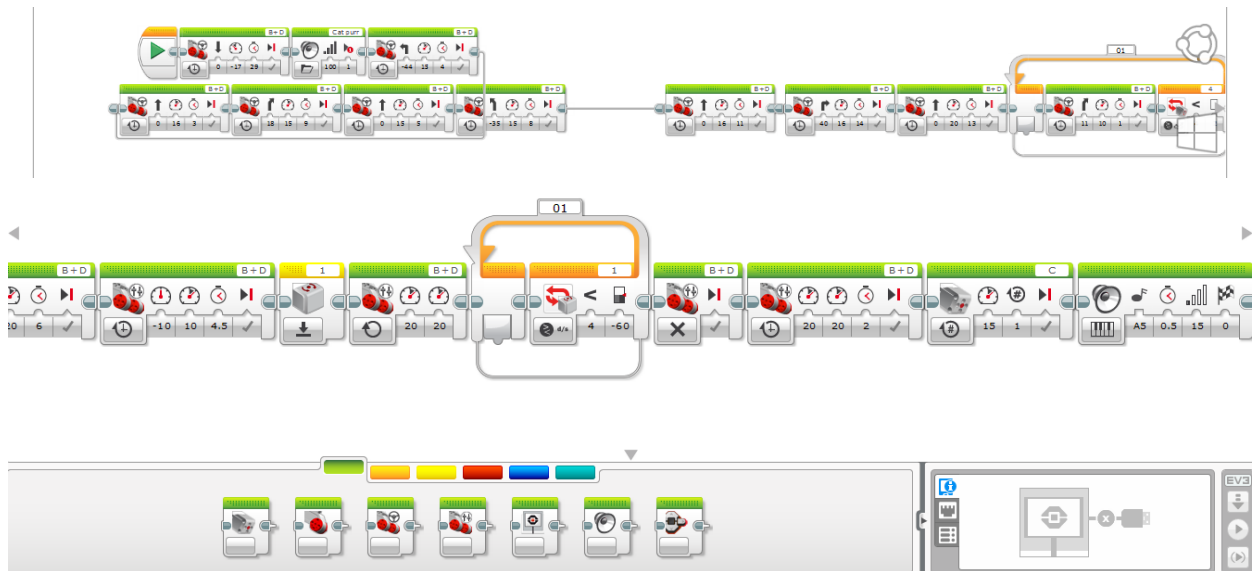 B+D Cat purr B+D
0 -17 29 100 1 -44 15 4
01
B+D B+D B+D B+D B+D B+D B+D B+D 4
0 16 3 18 15 9 0 15 5 -35 15 8 0 16 11 40 16 14 0 20 13 11 10 1 <
01
B+D B+D 1 B+D 1 B+D B+D C
<
20 6 -10 10 4.5 20 20 d/s 4 -60 20 20 2 15 1 A5 0.5 15 0
EV3